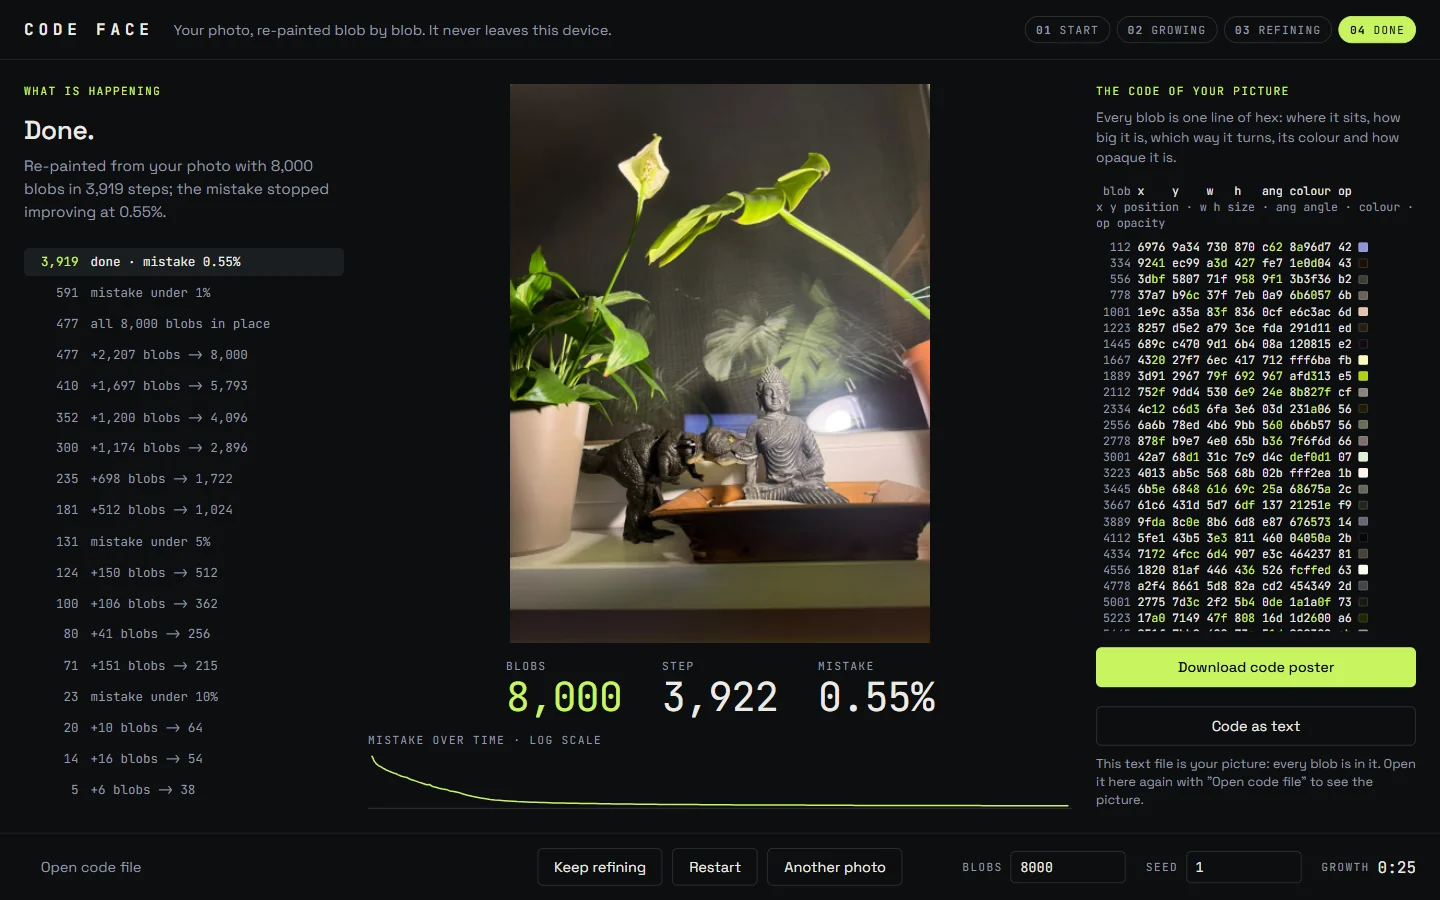 CODE FACE
Your photo, re-painted blob by blob. It never leaves this device.
01 START
02 GROWING
03 REFINING
04 DONE
WHAT IS HAPPENING
Done.
Re-painted from your photo with 8,000
blobs in 3,919 steps; the mistake stopped
improving at 0.55%.
3,919 done · mistake 0.55%
591 mistake under 1%
477 all 8,000 blobs in place
477 +2,207 blobs → 8,000
410 +1,697 blobs → 5,793
352 +1,200 blobs → 4,096
300 +1,174 blobs → 2,896
235 +698 blobs → 1,722
181 +512 blobs → 1,024
131 mistake under 5%
124 +150 blobs → 512
100 +106 blobs → 362
80 +41 blobs → 256
71 +151 blobs → 215
23 mistake under 10%
20 +10 blobs → 64
14 +16 blobs → 54
5 +6 blobs → 38
BLOBS
8,000
STEP
3,922
MISTAKE
0.55%
MISTAKE OVER TIME · LOG SCALE
THE CODE OF YOUR PICTURE
Every blob is one line of hex: where it sits, how
big it is, which way it turns, its colour and how
opaque it is.
blob x y w h ang colour op
x y position · w h size · ang angle · colour ·
op opacity
112 6976 9a34 730 870 c62 8a96d7 42
334 9241 ec99 a3d 427 fe7 1e0d04 43
556 3dbf 5807 71f 958 9f1 3b3f36 b2
778 37a7 b96c 37f 7eb 0a9 6b6057 6b
1001 1e9c a35a 83f 836 0cf e6c3ac 6d
1223 8257 d5e2 a79 3ce fda 291d11 ed
1445 689c c470 9d1 6b4 08a 120815 e2
1667 4320 27f7 6ec 417 712 fff6ba fb
1889 3d91 2967 79f 692 967 afd313 e5
2112 752f 9dd4 530 6e9 24e 8b827f cf
2334 4c12 c6d3 6fa 3e6 03d 231a06 56
2556 6a6b 78ed 4b6 9bb 560 6b6b57 56
2778 878f b9e7 4e0 65b b36 7f6f6d 66
3001 42a7 68d1 31c 7c9 d4c def0d1 07
3223 4013 ab5c 568 68b 02b fff2ea 1b
3445 6b5e 6848 616 69c 25a 68675a 2c
3667 61c6 431d 5d7 6df 137 21251e f9
3889 9fda 8c0e 8b6 6d8 e87 676573 14
4112 5fe1 43b5 3e3 811 460 04050a 2b
4334 7172 4fcc 6d4 907 e3c 464237 81
4556 1820 81af 446 436 526 fcffed 63
4778 a2f4 8661 5d8 82a cd2 454349 2d
5001 2775 7d3c 2f2 5b4 0de 1a1a0f 73
5223 17a0 7149 47f 808 16d 1d2600 a6
Download code poster
Code as text
This text file is your picture: every blob is in it. Open
it here again with "Open code file" to see the
picture.
Open code file
Keep refining
Restart
Another photo
BLOBS 8000
SEED 1
GROWTH 0:25